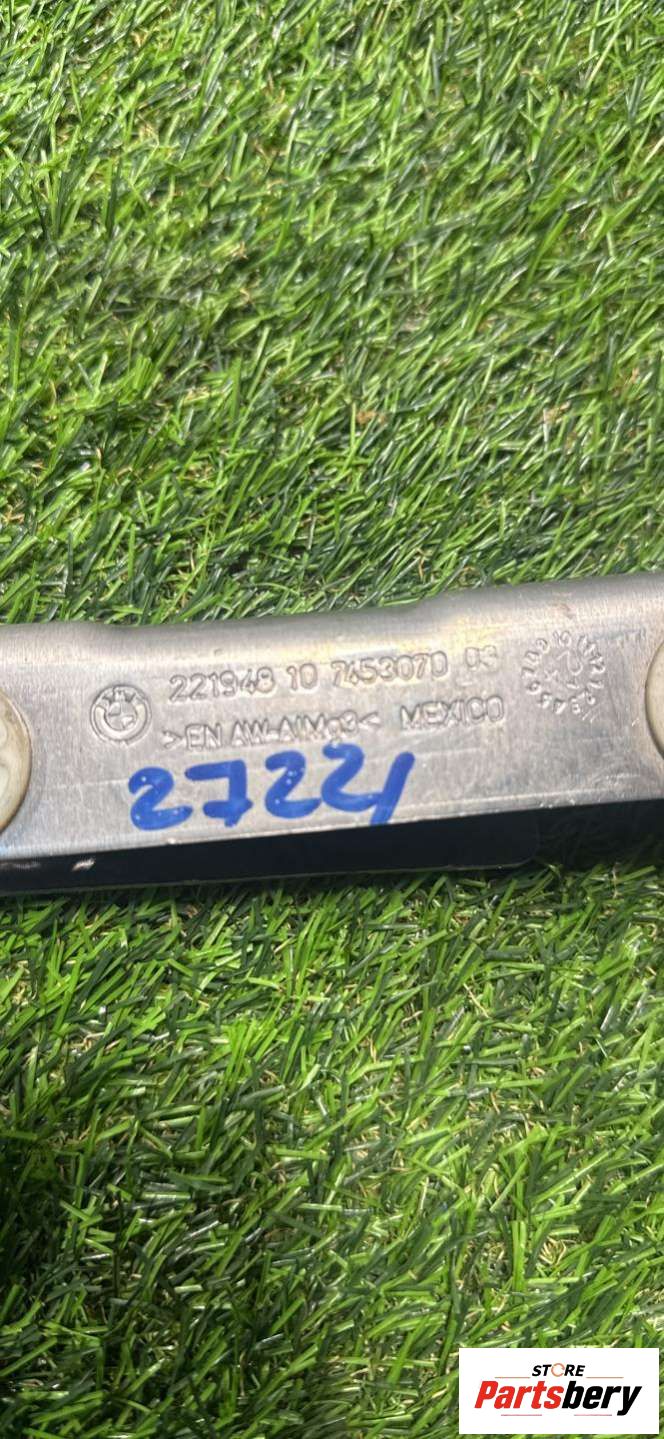 221948 10 7453070 03
>EN AW-AlMg3< MEXICO
2722
STORE
Partsbery